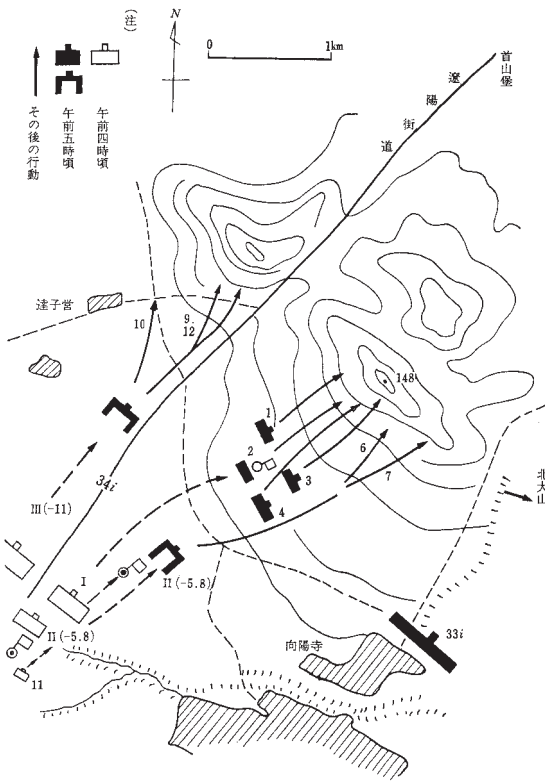 (注)
午前四時頃
午前五時頃
その後の行動
N
0 1km
首山堡
遼陽街道
達子営
10
9.
12
148
1
2
3
4
6
7
北大山
34i
III(-11)
I
II(-5.8)
II(-5.8)
11
33i
向陽寺